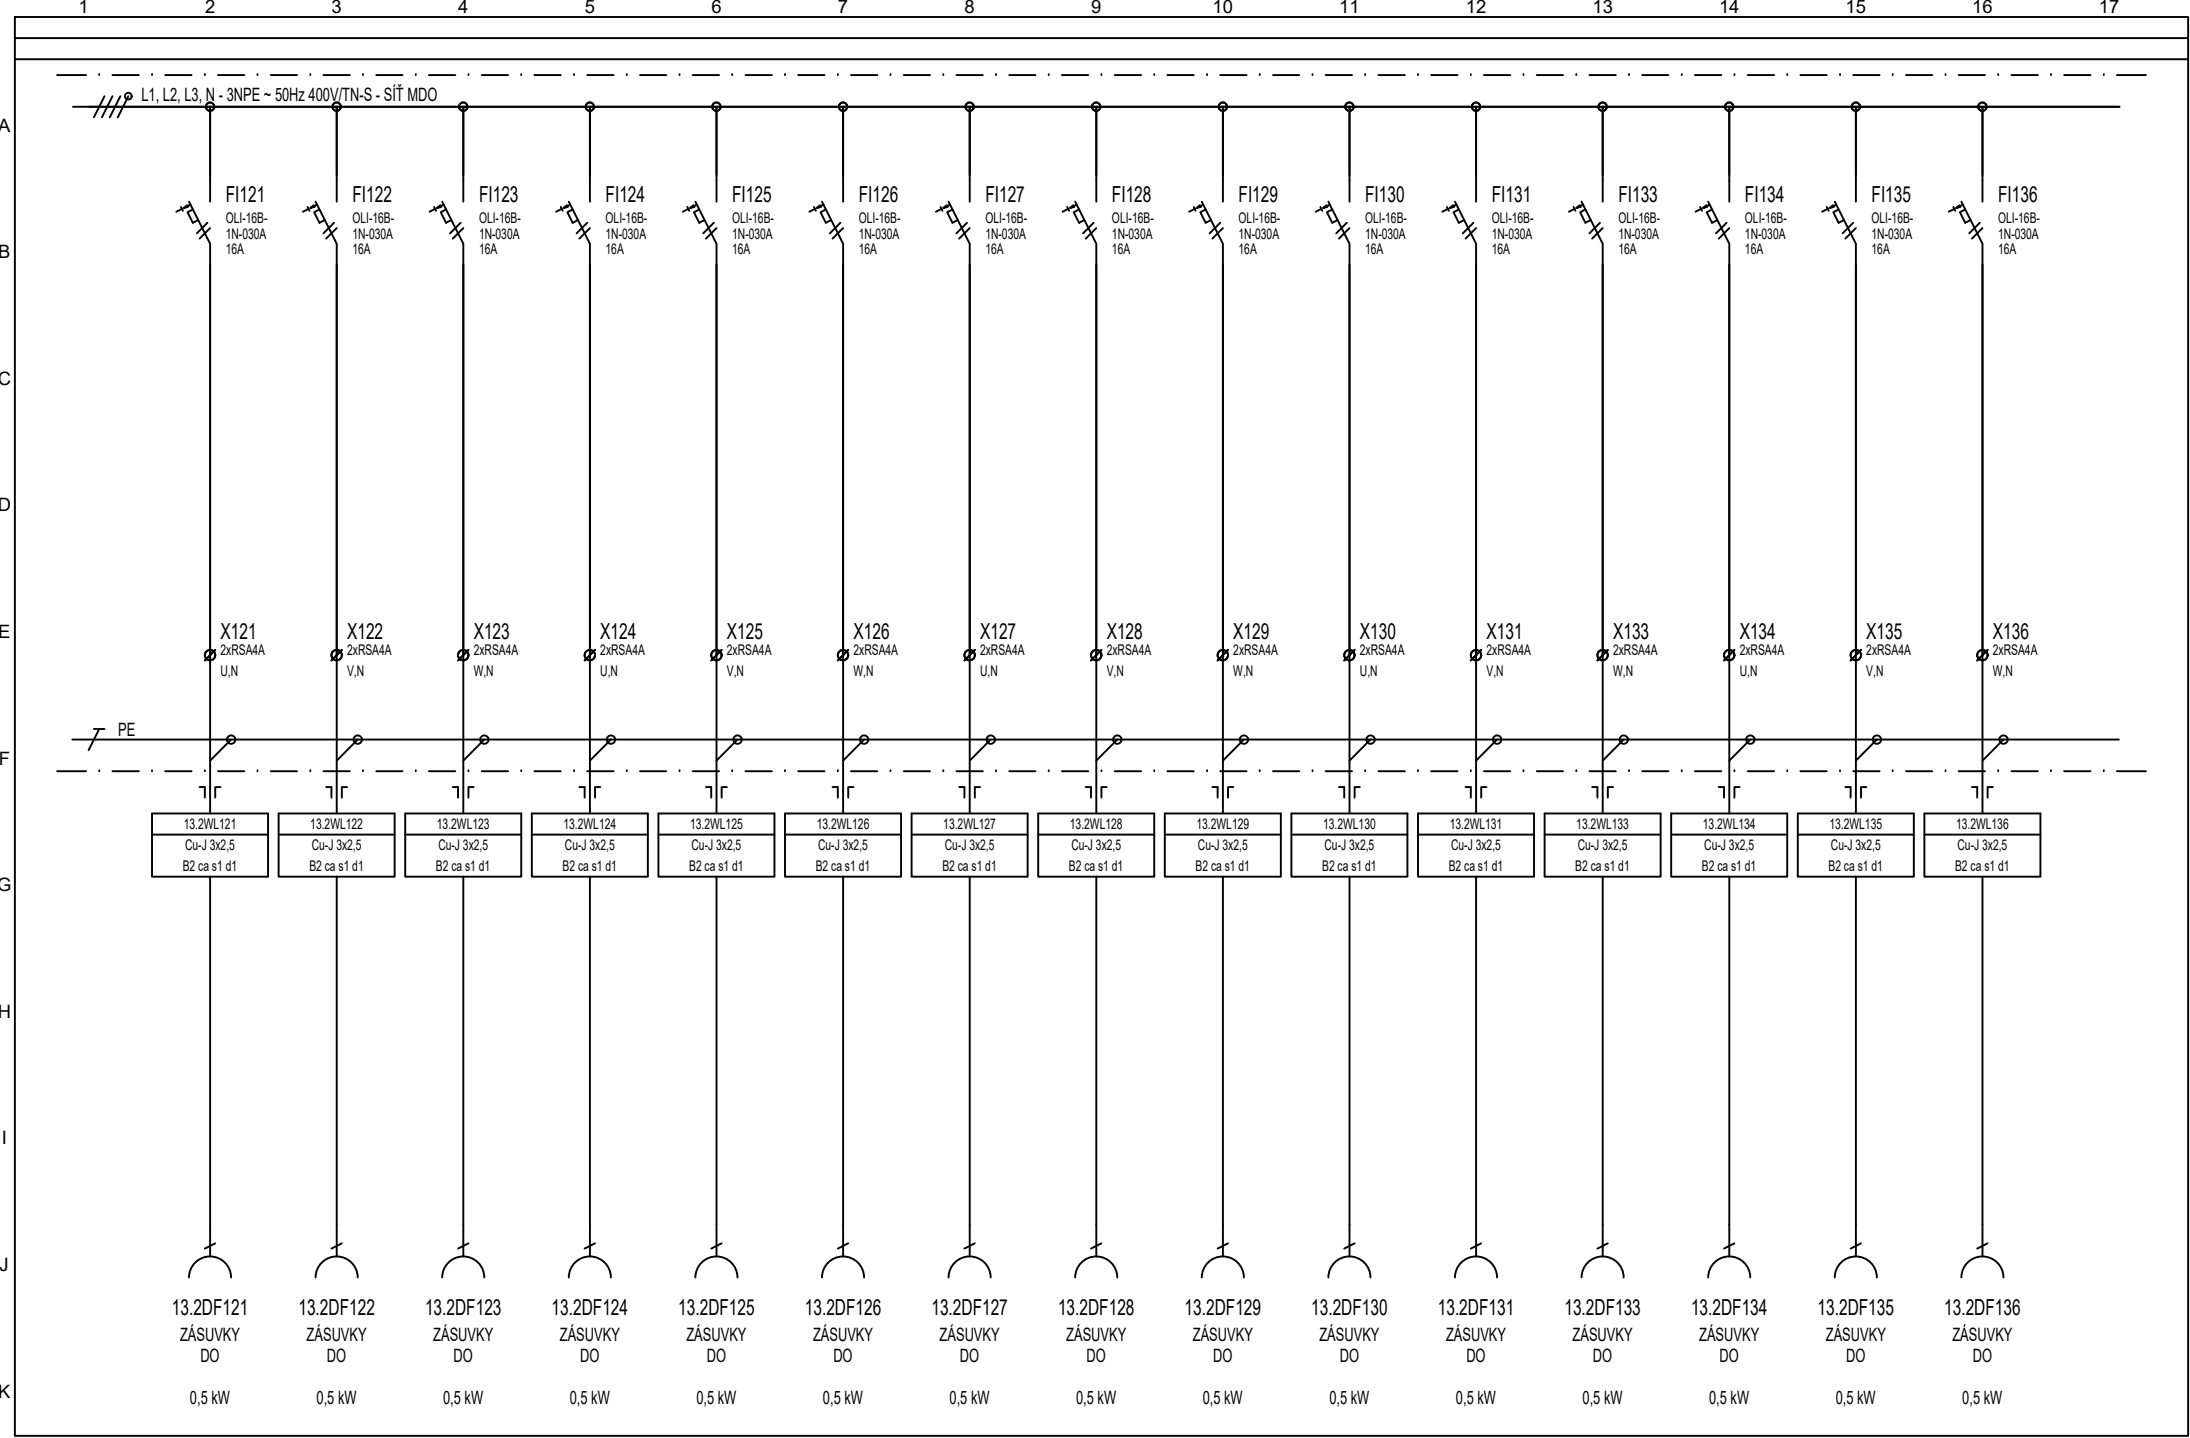 1 2 3 4 5 6 7 8 9 10 11 12 13 14 15 16 17
L1, L2, L3, N - 3NPE ~ 50Hz 400V/TN-S - SÍŤ MDO
A
FI121 FI122 FI123 FI124 FI125 FI126 FI127 FI128 FI129 FI130 FI131 FI133 FI134 FI135 FI136
OLI-16B- OLI-16B- OLI-16B- OLI-16B- OLI-16B- OLI-16B- OLI-16B- OLI-16B- OLI-16B- OLI-16B- OLI-16B- OLI-16B- OLI-16B- OLI-16B- OLI-16B-
1N-030A 1N-030A 1N-030A 1N-030A 1N-030A 1N-030A 1N-030A 1N-030A 1N-030A 1N-030A 1N-030A 1N-030A 1N-030A 1N-030A 1N-030A
B 16A 16A 16A 16A 16A 16A 16A 16A 16A 16A 16A 16A 16A 16A 16A
C
D
E X121 X122 X123 X124 X125 X126 X127 X128 X129 X130 X131 X133 X134 X135 X136
2xRSA4A 2xRSA4A 2xRSA4A 2xRSA4A 2xRSA4A 2xRSA4A 2xRSA4A 2xRSA4A 2xRSA4A 2xRSA4A 2xRSA4A 2xRSA4A 2xRSA4A 2xRSA4A 2xRSA4A
U,N V,N W,N U,N V,N W,N U,N V,N W,N U,N V,N W,N U,N V,N W,N
PE
F
13.2WL121 13.2WL122 13.2WL123 13.2WL124 13.2WL125 13.2WL126 13.2WL127 13.2WL128 13.2WL129 13.2WL130 13.2WL131 13.2WL133 13.2WL134 13.2WL135 13.2WL136
Cu-J 3x2,5 Cu-J 3x2,5 Cu-J 3x2,5 Cu-J 3x2,5 Cu-J 3x2,5 Cu-J 3x2,5 Cu-J 3x2,5 Cu-J 3x2,5 Cu-J 3x2,5 Cu-J 3x2,5 Cu-J 3x2,5 Cu-J 3x2,5 Cu-J 3x2,5 Cu-J 3x2,5 Cu-J 3x2,5
B2 ca s1 d1 B2 ca s1 d1 B2 ca s1 d1 B2 ca s1 d1 B2 ca s1 d1 B2 ca s1 d1 B2 ca s1 d1 B2 ca s1 d1 B2 ca s1 d1 B2 ca s1 d1 B2 ca s1 d1 B2 ca s1 d1 B2 ca s1 d1 B2 ca s1 d1 B2 ca s1 d1
G
H
I
J
13.2DF121 13.2DF122 13.2DF123 13.2DF124 13.2DF125 13.2DF126 13.2DF127 13.2DF128 13.2DF129 13.2DF130 13.2DF131 13.2DF133 13.2DF134 13.2DF135 13.2DF136
ZÁSUVKY ZÁSUVKY ZÁSUVKY ZÁSUVKY ZÁSUVKY ZÁSUVKY ZÁSUVKY ZÁSUVKY ZÁSUVKY ZÁSUVKY ZÁSUVKY ZÁSUVKY ZÁSUVKY ZÁSUVKY ZÁSUVKY
DO DO DO DO DO DO DO DO DO DO DO DO DO DO DO
K 0,5 kW 0,5 kW 0,5 kW 0,5 kW 0,5 kW 0,5 kW 0,5 kW 0,5 kW 0,5 kW 0,5 kW 0,5 kW 0,5 kW 0,5 kW 0,5 kW 0,5 kW